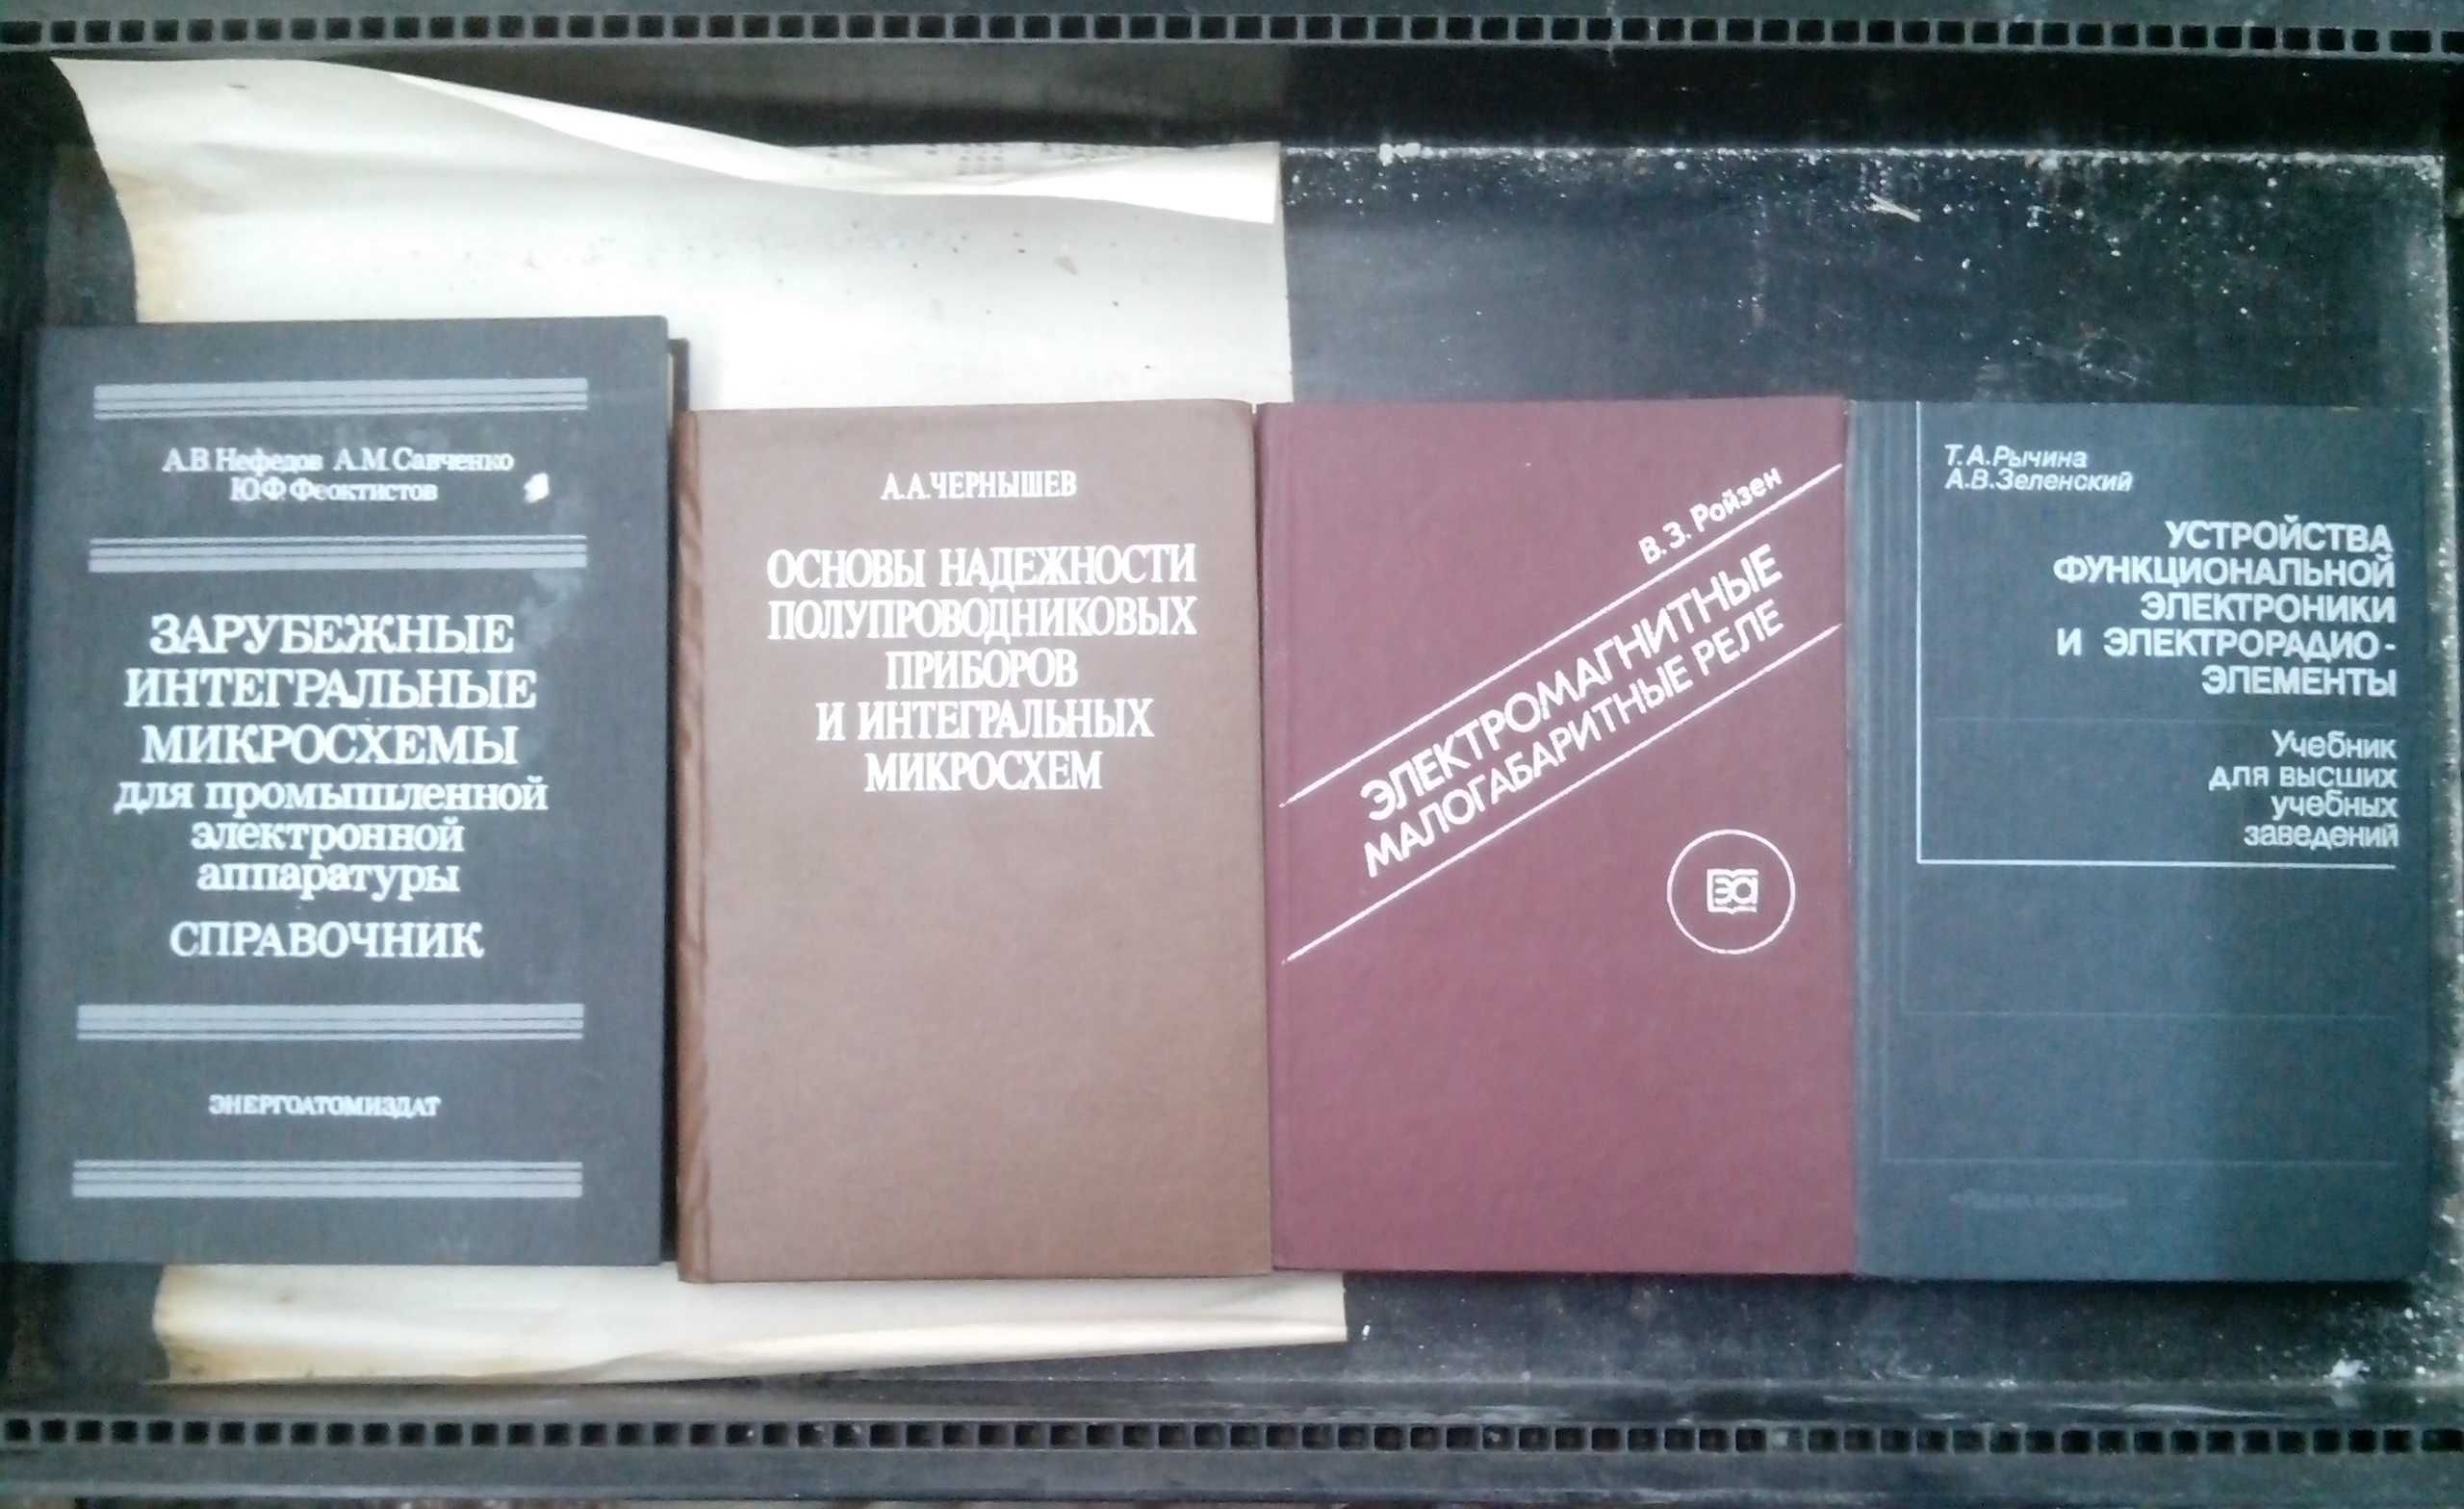 А.В. Нефедов А.М. Савченко
Ю.Ф. Феоктистов
ЗАРУБЕЖНЫЕ
ИНТЕГРАЛЬНЫЕ
МИКРОСХЕМЫ
для промышленной
электронной
аппаратуры
СПРАВОЧНИК
ЭНЕРГОАТОМИЗДАТ
А.А.ЧЕРНЫШЕВ
ОСНОВЫ НАДЕЖНОСТИ
ПОЛУПРОВОДНИКОВЫХ
ПРИБОРОВ
И ИНТЕГРАЛЬНЫХ
МИКРОСХЕМ
В. З. Ройзен
ЭЛЕКТРОМАГНИТНЫЕ
МАЛОГАБАРИТНЫЕ РЕЛЕ
Т.А.Рычина
А.В.Зеленский
УСТРОЙСТВА
ФУНКЦИОНАЛЬНОЙ
ЭЛЕКТРОНИКИ
И ЭЛЕКТРОРАДИО-
ЭЛЕМЕНТЫ
Учебник
для высших
учебных
заведений